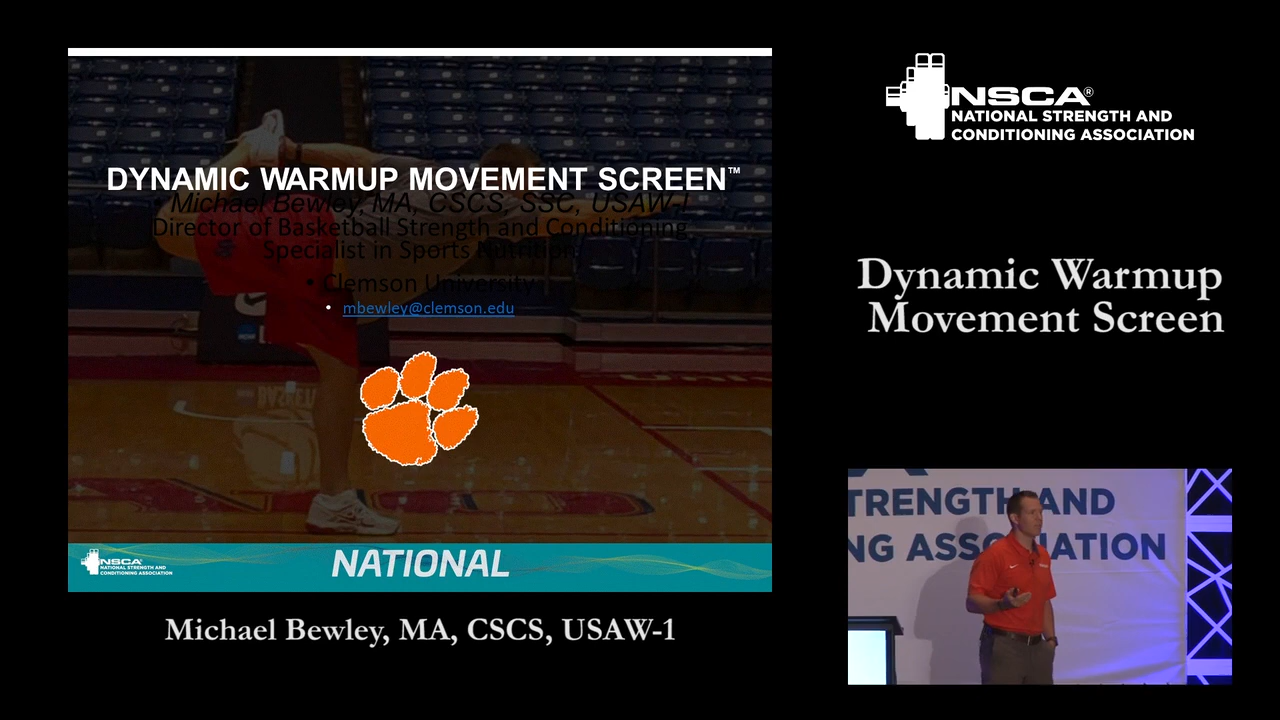 DYNAMIC WARMUP MOVEMENT SCREEN™
Michael Bewley, MA, CSCS, SSC, USAW-I
Director of Basketball Strength and Conditioning
Specialist in Sports Nutrition
• Clemson University
• mbewley@clemson.edu
NSCA®
NATIONAL STRENGTH AND
CONDITIONING ASSOCIATION
NATIONAL
Michael Bewley, MA, CSCS, USAW-1
NSCA®
NATIONAL STRENGTH AND
CONDITIONING ASSOCIATION
Dynamic Warmup
Movement Screen
TRENGTH AND
NG ASSOCIATION